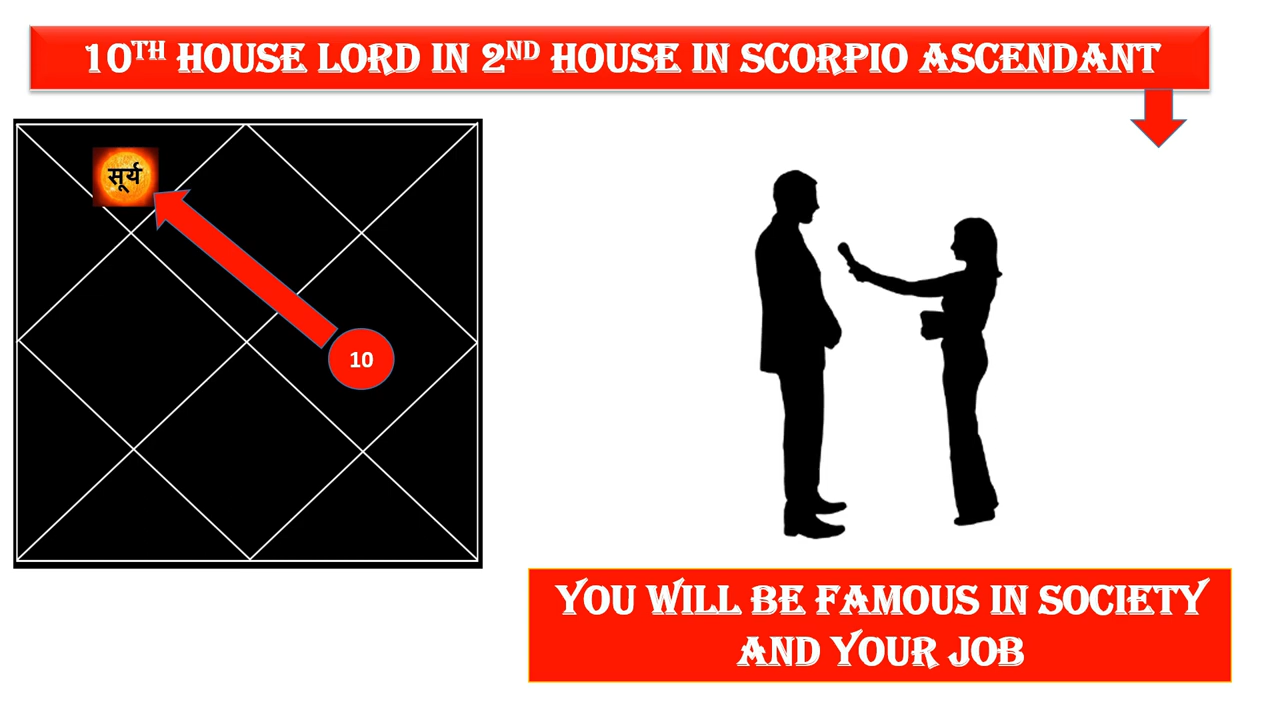 10TH HOUSE LORD IN 2ND HOUSE IN SCORPIO ASCENDANT
सूर्य
10
YOU WILL BE FAMOUS IN SOCIETY
AND YOUR JOB